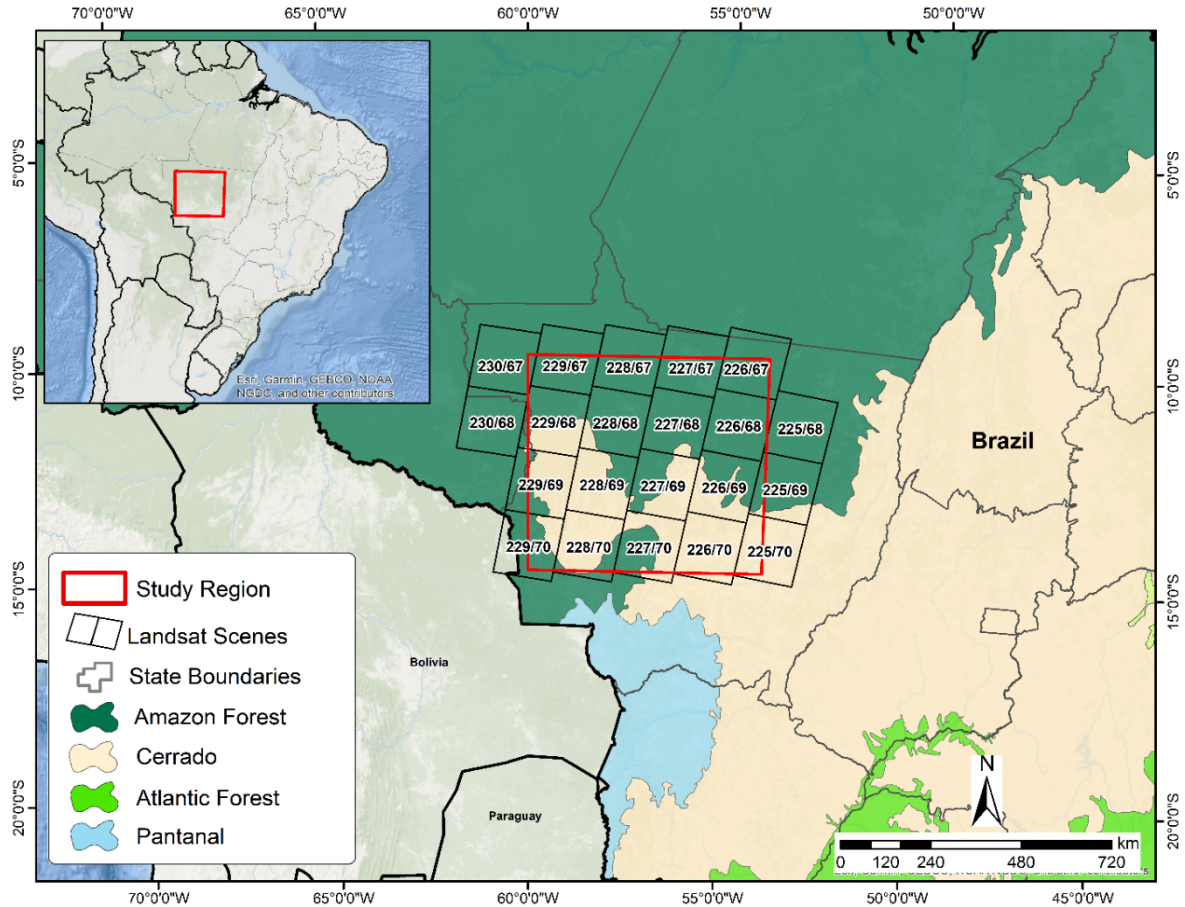 70°0'0"W 65°0'0"W 60°0'0"W 55°0'0"W 50°0'0"W
5°0'0"S
10°0'0"S
15°0'0"S
20°0'0"S
5°0'0"S
10°0'0"S
15°0'0"S
20°0'0"S
Esri, Garmin, GEBCO, NOAA
NGDC, and other contributors
230/67 229/67 228/67 227/67 226/67
230/68 229/68 228/68 227/68 226/68 225/68
229/69 228/69 227/69 226/69 225/69
229/70 228/70 227/70 226/70 225/70
Brazil
Bolivia
Paraguay
Study Region
Landsat Scenes
State Boundaries
Amazon Forest
Cerrado
Atlantic Forest
Pantanal
N
km
0 120 240 480 720
70°0'0"W 65°0'0"W 60°0'0"W 55°0'0"W 50°0'0"W 45°0'0"W